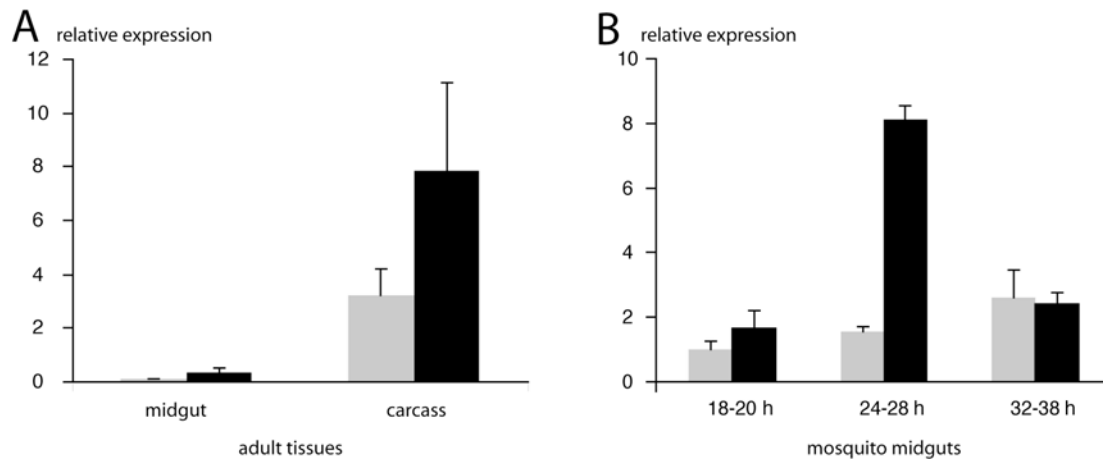 A relative expression
12
10
8
6
4
2
0
midgut carcass
adult tissues
B relative expression
10
8
6
4
2
0
18-20 h 24-28 h 32-38 h
mosquito midguts